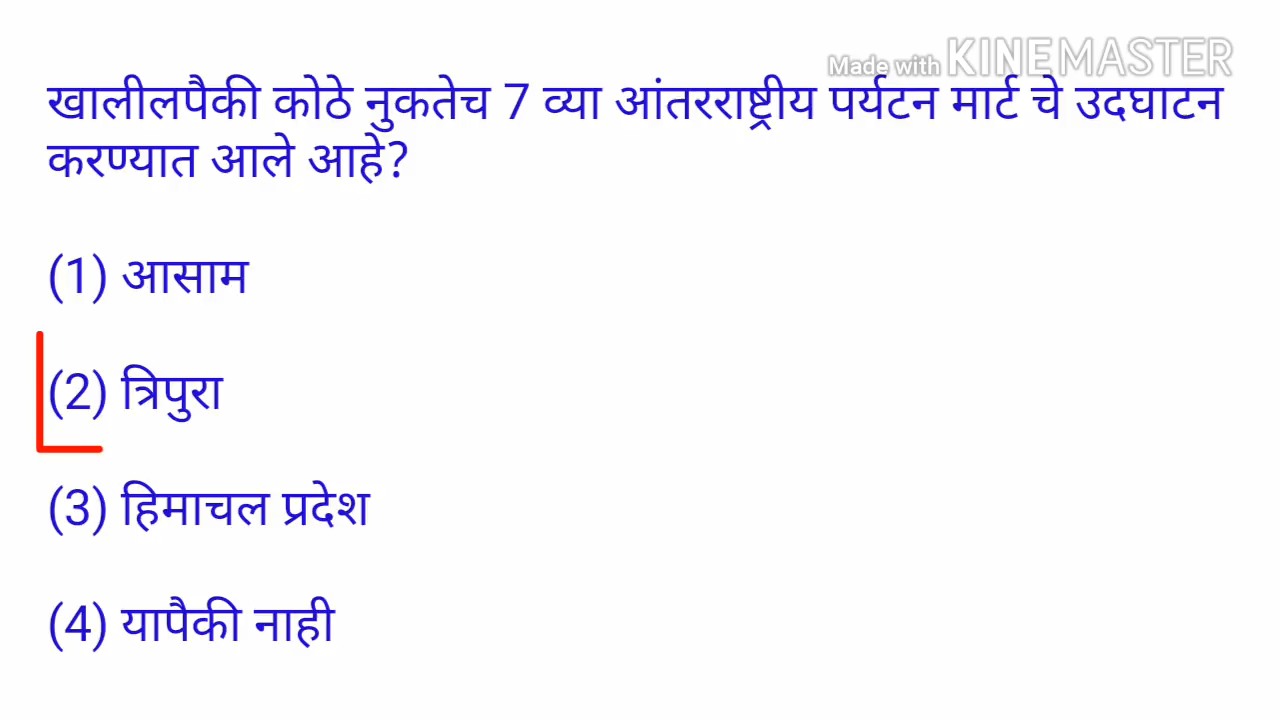 Made with KINEMASTER
खालीलपैकी कोठे नुकतेच 7 व्या आंतरराष्ट्रीय पर्यटन मार्ट चे उदघाटन
करण्यात आले आहे?
(1) आसाम
(2) त्रिपुरा
(3) हिमाचल प्रदेश
(4) यापैकी नाही